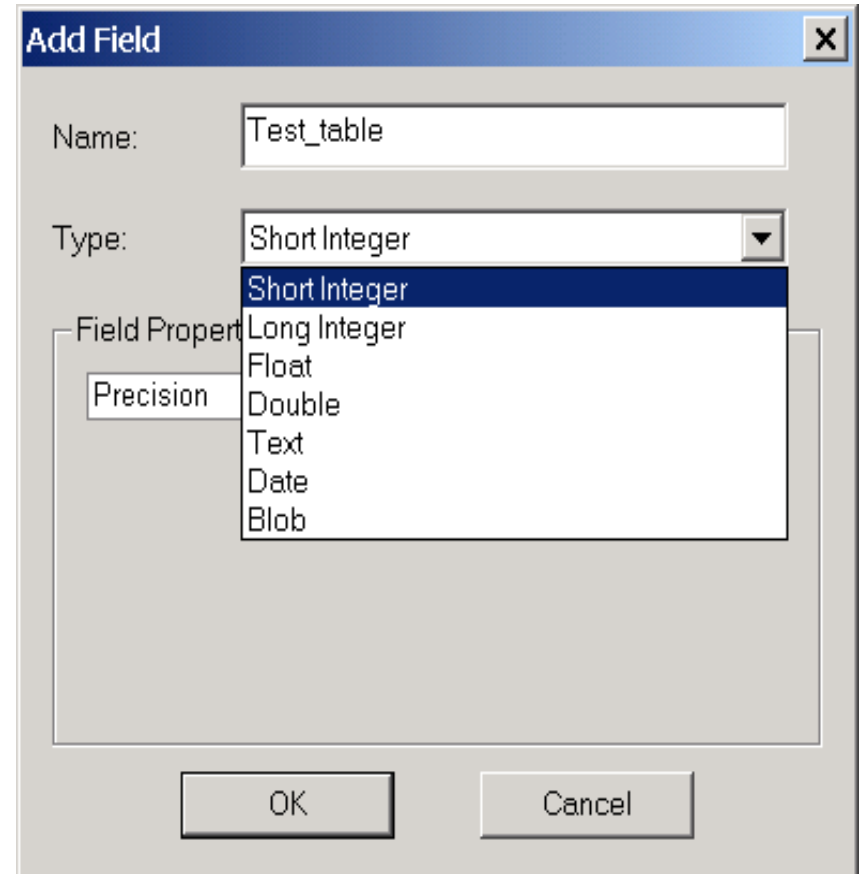 Add Field
Name:
Test_table
Type:
Short Integer
Short Integer
Long Integer
Float
Double
Text
Date
Blob
Field Propert
Precision
OK
Cancel